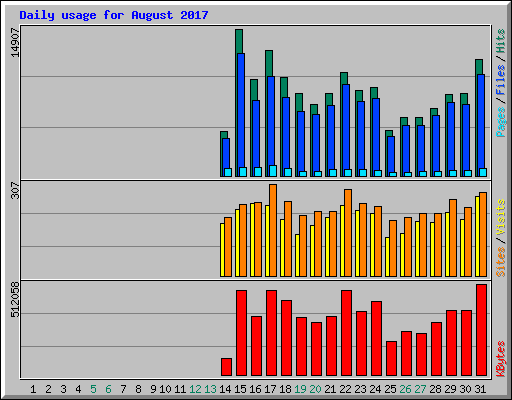 Daily usage for August 2017
14907
Pages / Files / Hits
307
Sites / Visits
512058
KBytes
1 2 3 4 5 6 7 8 9 10 11 12 13 14 15 16 17 18 19 20 21 22 23 24 25 26 27 28 29 30 31